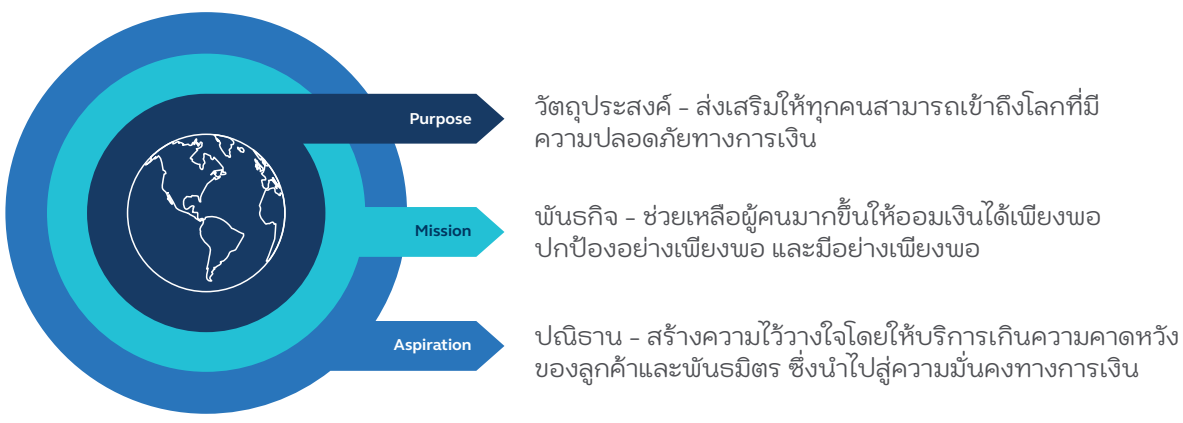 Purpose
วัตถุประสงค์ – ส่งเสริมให้ทุกคนสามารถเข้าถึงโลกที่มี
ความปลอดภัยทางการเงิน
Mission
พันธกิจ – ช่วยเหลือผู้คนมากขึ้นให้ออมเงินได้เพียงพอ
ปกป้องอย่างเพียงพอ และมีอย่างเพียงพอ
Aspiration
ปณิธาน – สร้างความไว้วางใจโดยให้บริการเกินความคาดหวัง
ของลูกค้าและพันธมิตร ซึ่งนำไปสู่ความมั่นคงทางการเงิน